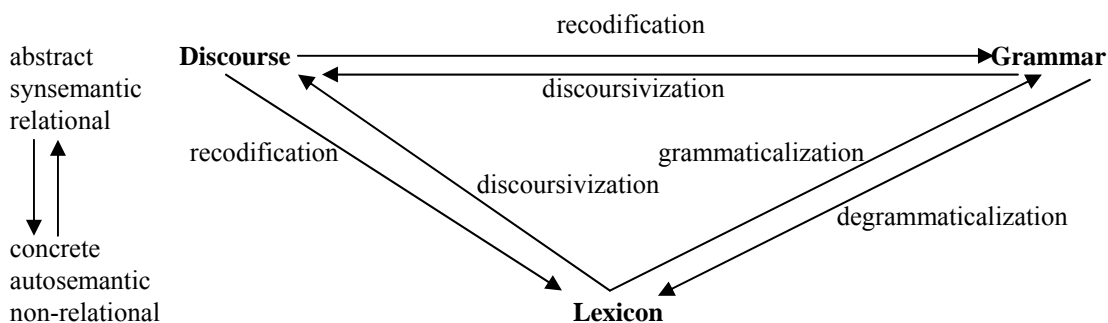 recodification
abstract Discourse Grammar
synsemantic discoursivization
relational
recodification grammaticalization
discoursivization
degrammaticalization
concrete
autosemantic
non-relational Lexicon